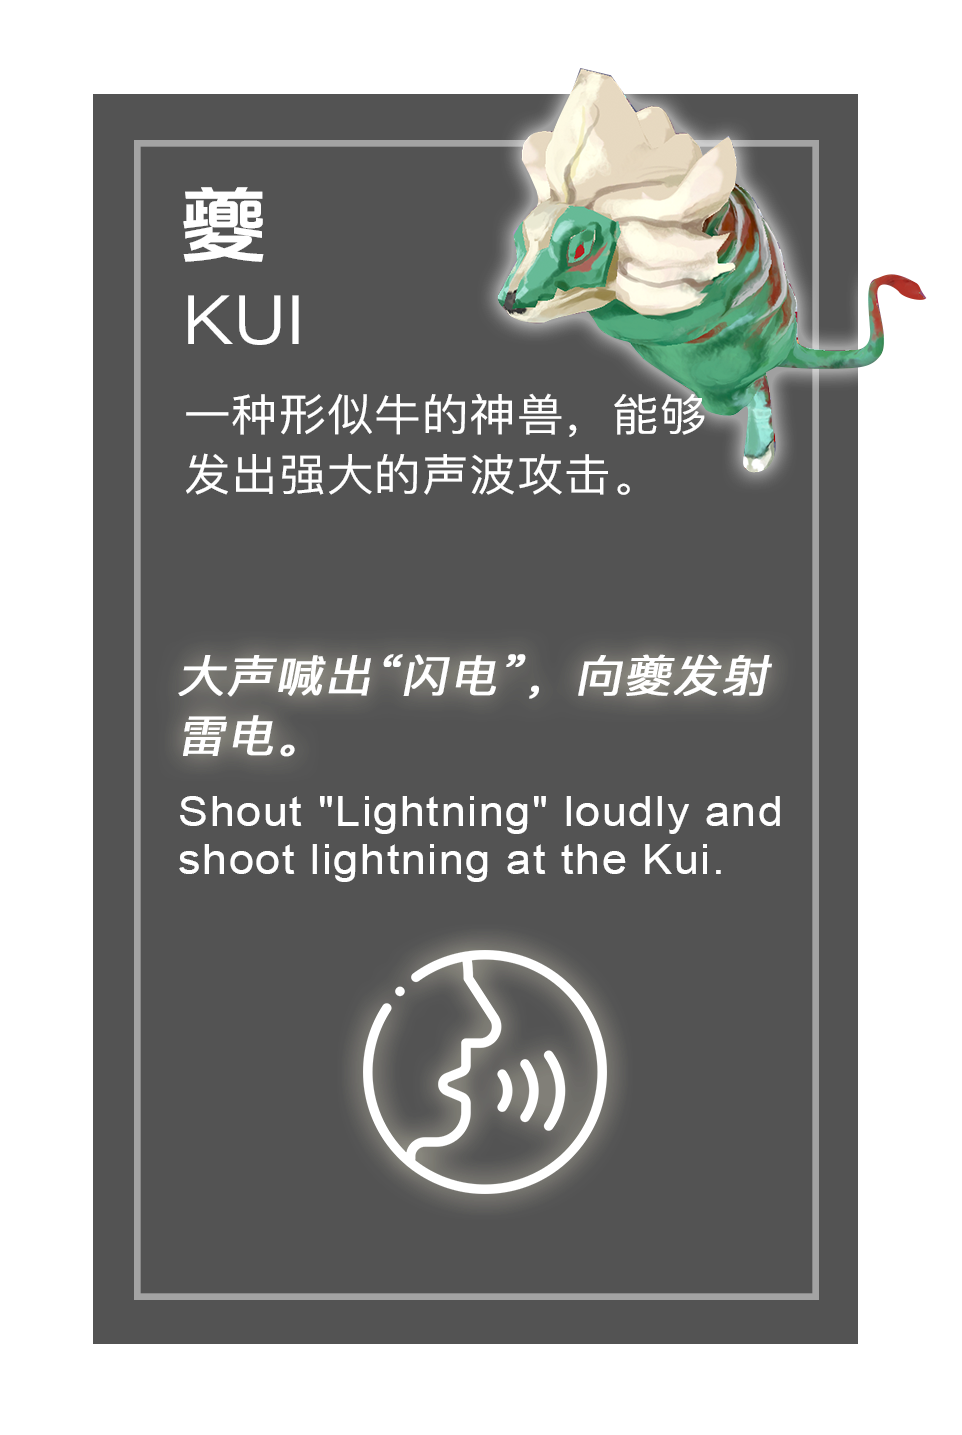 夔
KUI
一种形似牛的神兽，能够
发出强大的声波攻击。
大声喊出“闪电”，向夔发射
雷电。
Shout "Lightning" loudly and
shoot lightning at the Kui.